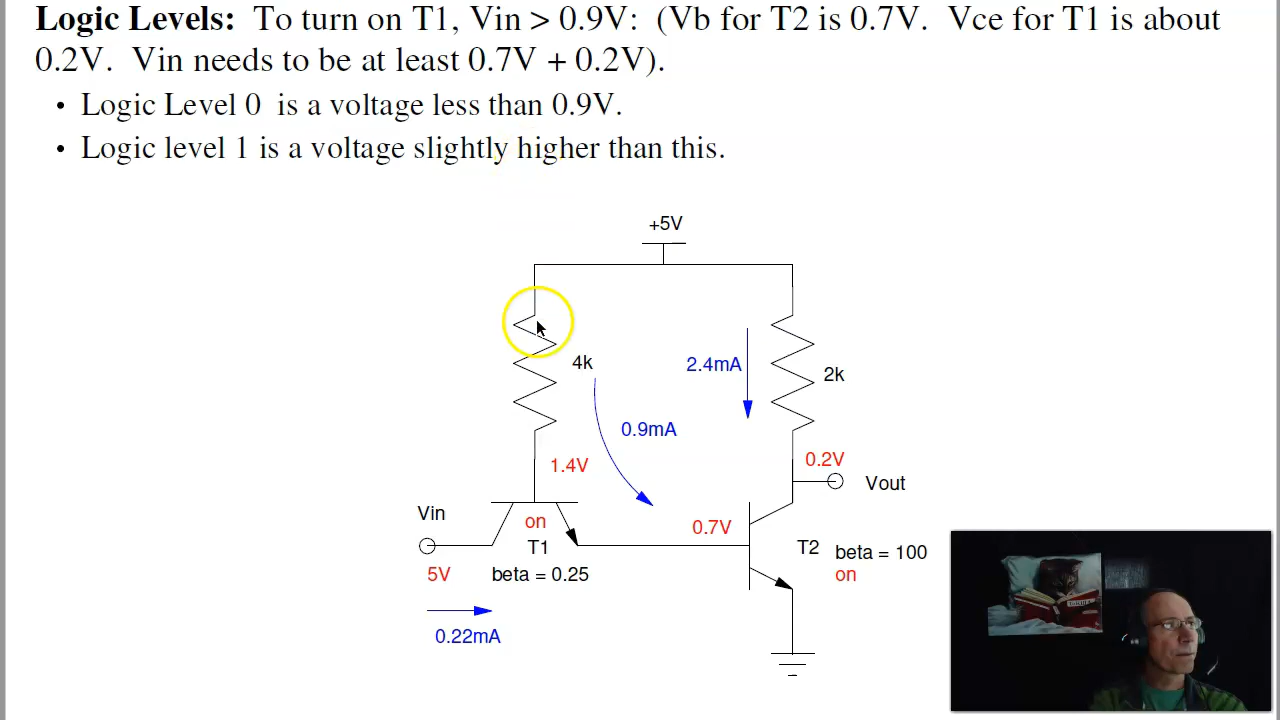 Logic Levels: To turn on T1, Vin > 0.9V: (Vb for T2 is 0.7V. Vce for T1 is about
0.2V. Vin needs to be at least 0.7V + 0.2V).
• Logic Level 0 is a voltage less than 0.9V.
• Logic level 1 is a voltage slightly higher than this.
+5V
4k
2.4mA
2k
0.9mA
1.4V
0.2V
Vout
Vin
on
0.7V
T1
T2
beta = 100
5V
beta = 0.25
on
0.22mA